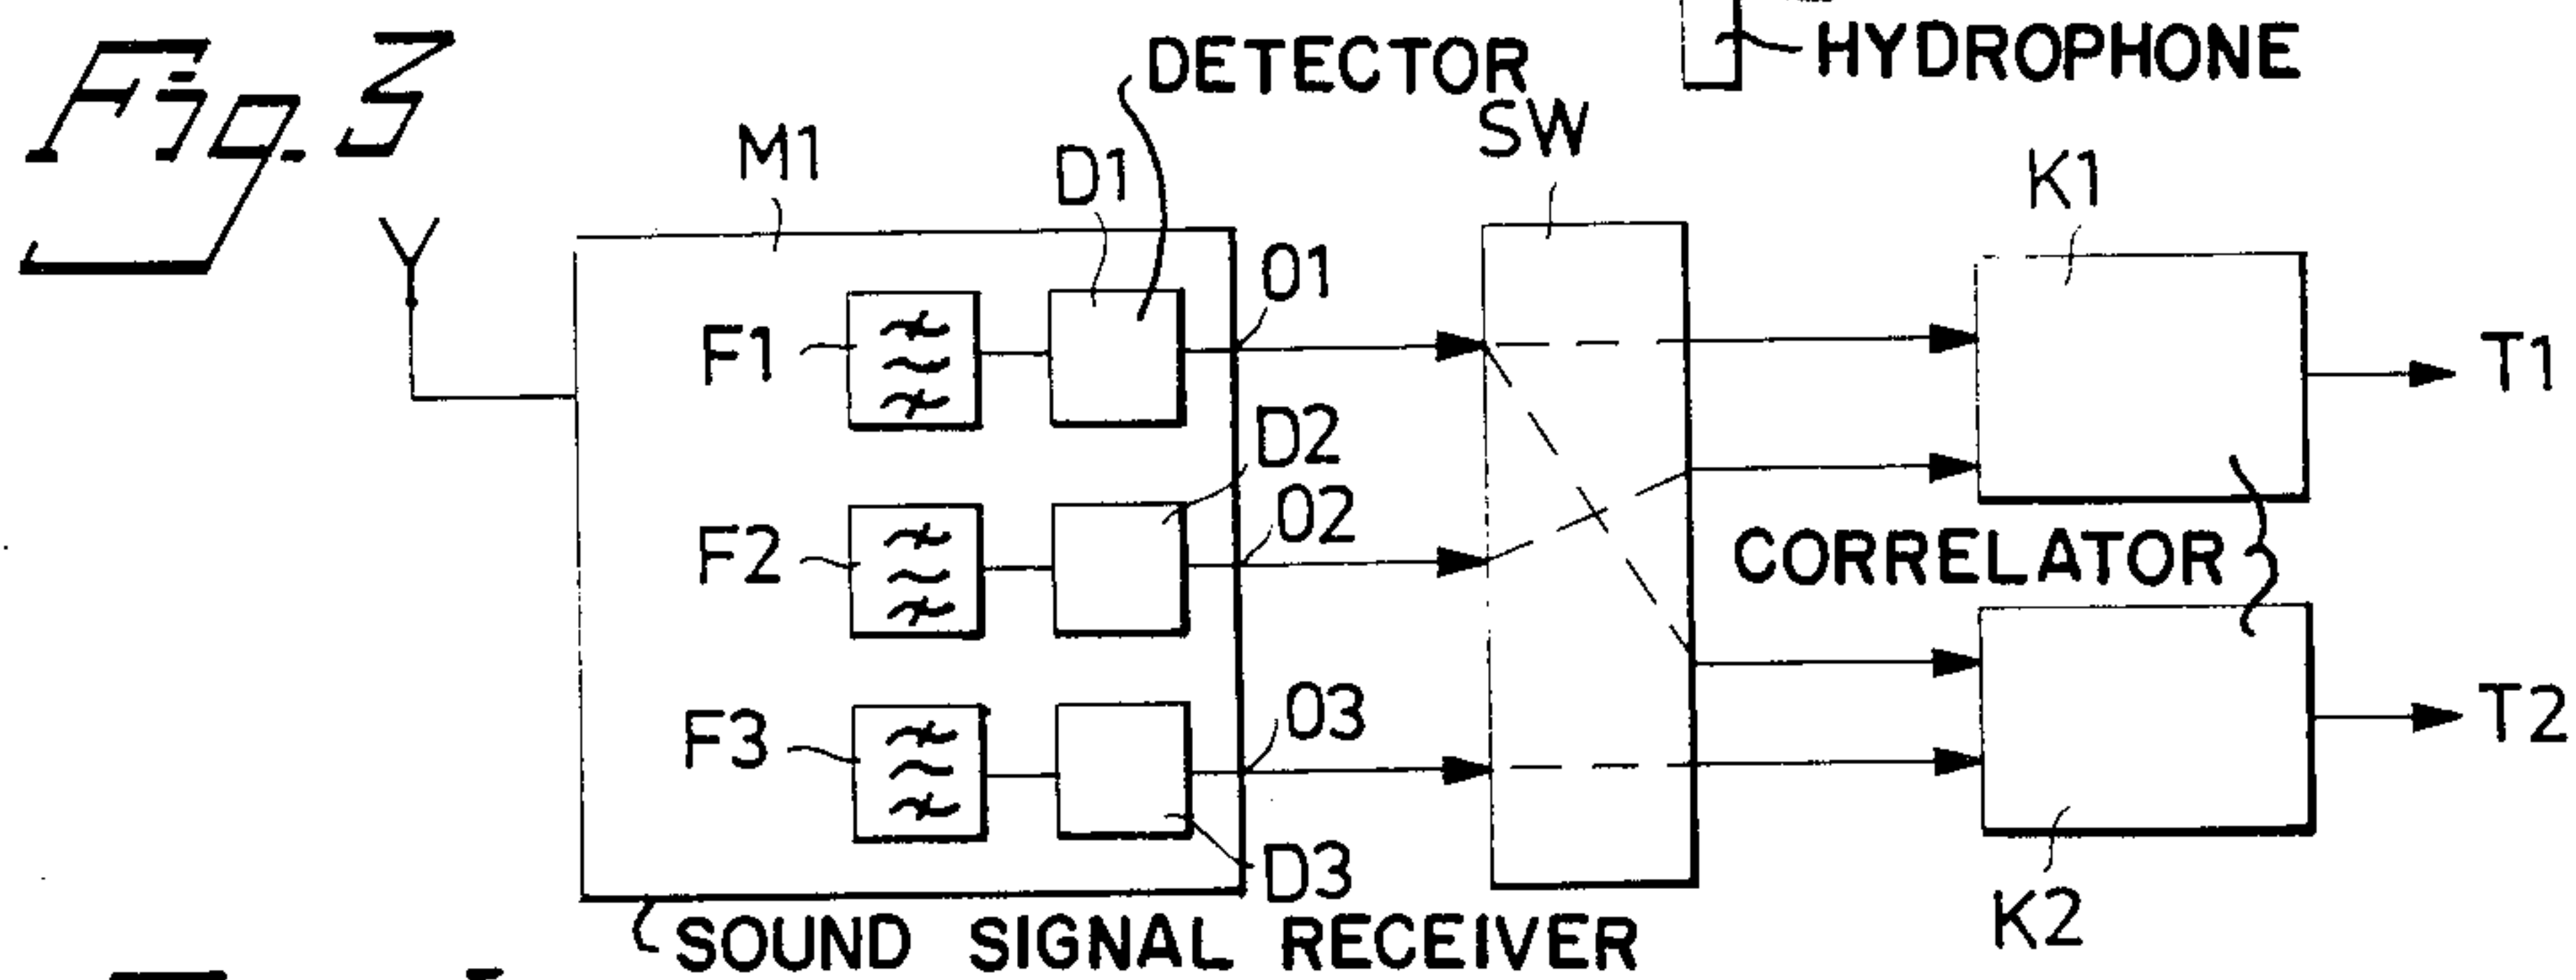 HYDROPHONE
Fig. 3
DETECTOR
SW
M1
D1
K1
O1
F1
T1
D2
O2
F2
CORRELATOR
O3
F3
T2
D3
K2
SOUND SIGNAL RECEIVER